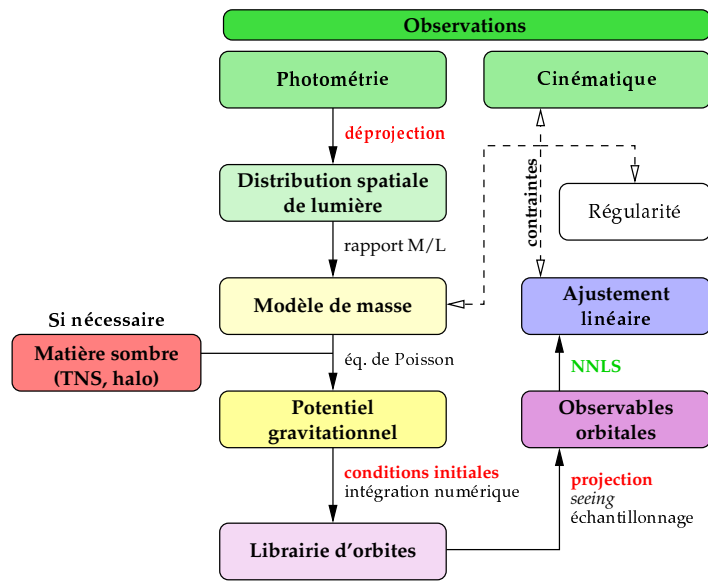 Observations
Photométrie
Cinématique
déprojection
Distribution spatiale
de lumière
contraintes
Régularité
rapport M/L
Modèle de masse
Ajustement
linéaire
Si nécessaire
Matière sombre
(TNS, halo)
éq. de Poisson
NNLS
Potentiel
gravitationnel
Observables
orbitales
conditions initiales
intégration numérique
projection
seeing
échantillonnage
Librairie d'orbites